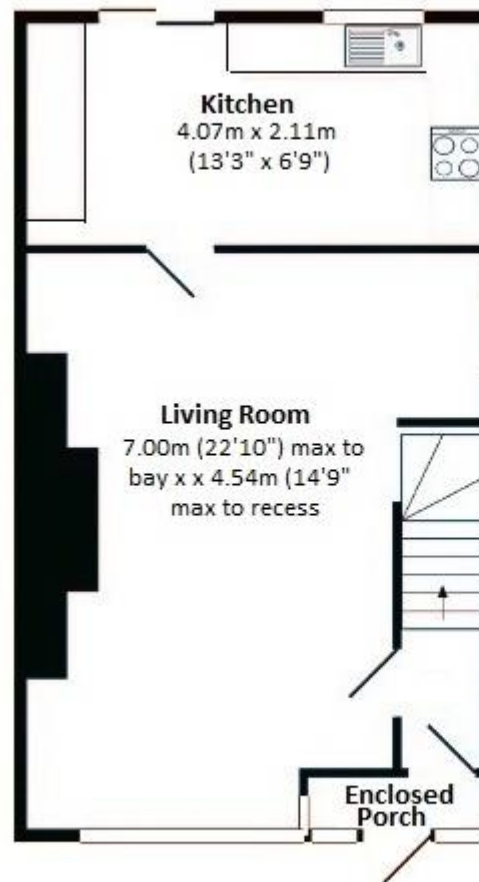 Kitchen
4.07m x 2.11m
(13'3" x 6'9")
Living Room
7.00m (22'10") max to
bay x x 4.54m (14'9"
max to recess
Enclosed
Porch